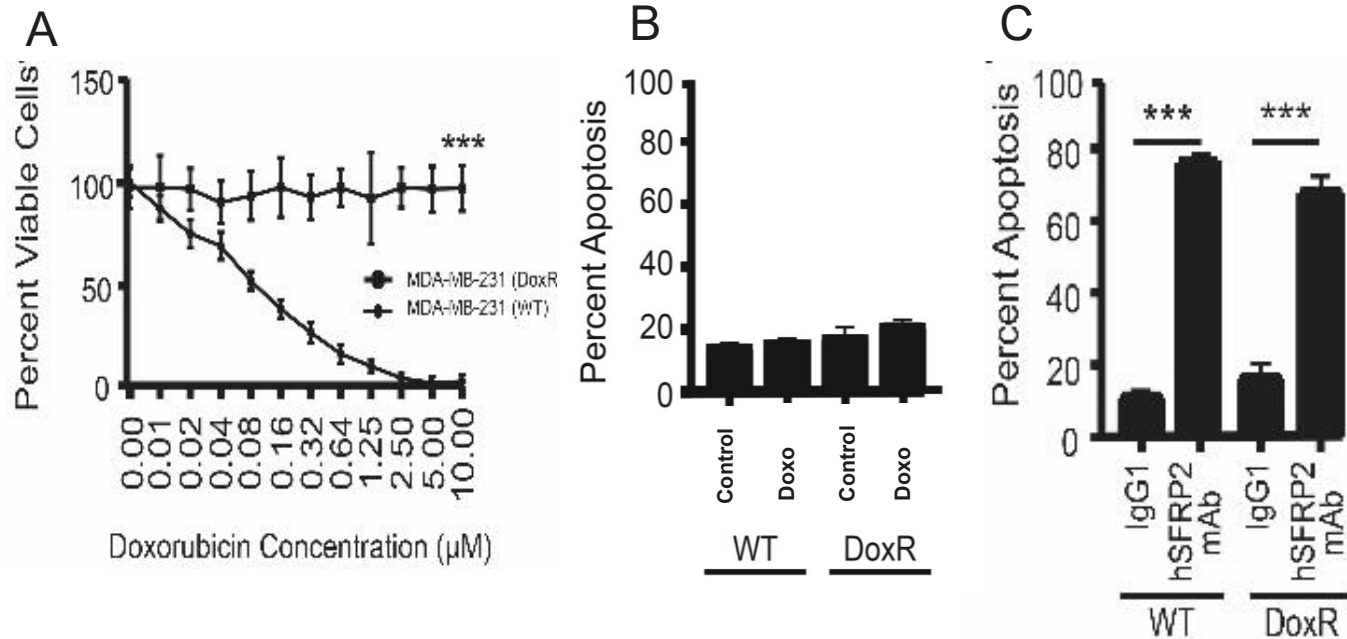 A
Percent Viable Cells'
150
100
50
0
***
MDA-MB-231 (DoxR
MDA-MB-231 (WT)
0.00
0.01
0.02
0.04
0.08
0.16
0.32
0.64
1.25
2.50
5.00
10.00
Doxorubicin Concentration (µM)
B
Percent Apoptosis
100
80
60
40
20
0
Control
Doxo
Control
Doxo
WT
DoxR
C
Percent Apoptosis
100
80
60
40
20
0
***
***
IgG1
hSFRP2
mAb
IgG1
hSFRP2
mAb
WT
DoxR